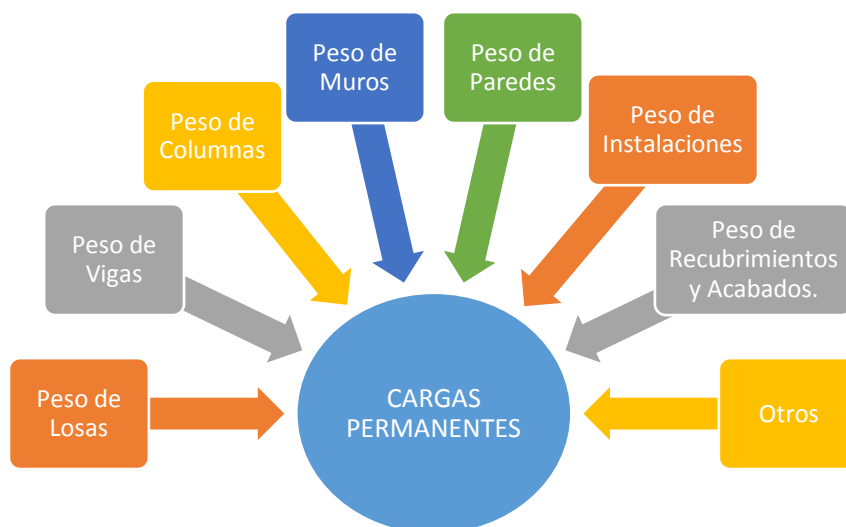 Peso de
Losas
Peso de
Vigas
Peso de
Columnas
Peso de
Muros
Peso de
Paredes
Peso de
Instalaciones
Peso de
Recubrimientos
y Acabados.
Otros
CARGAS
PERMANENTES